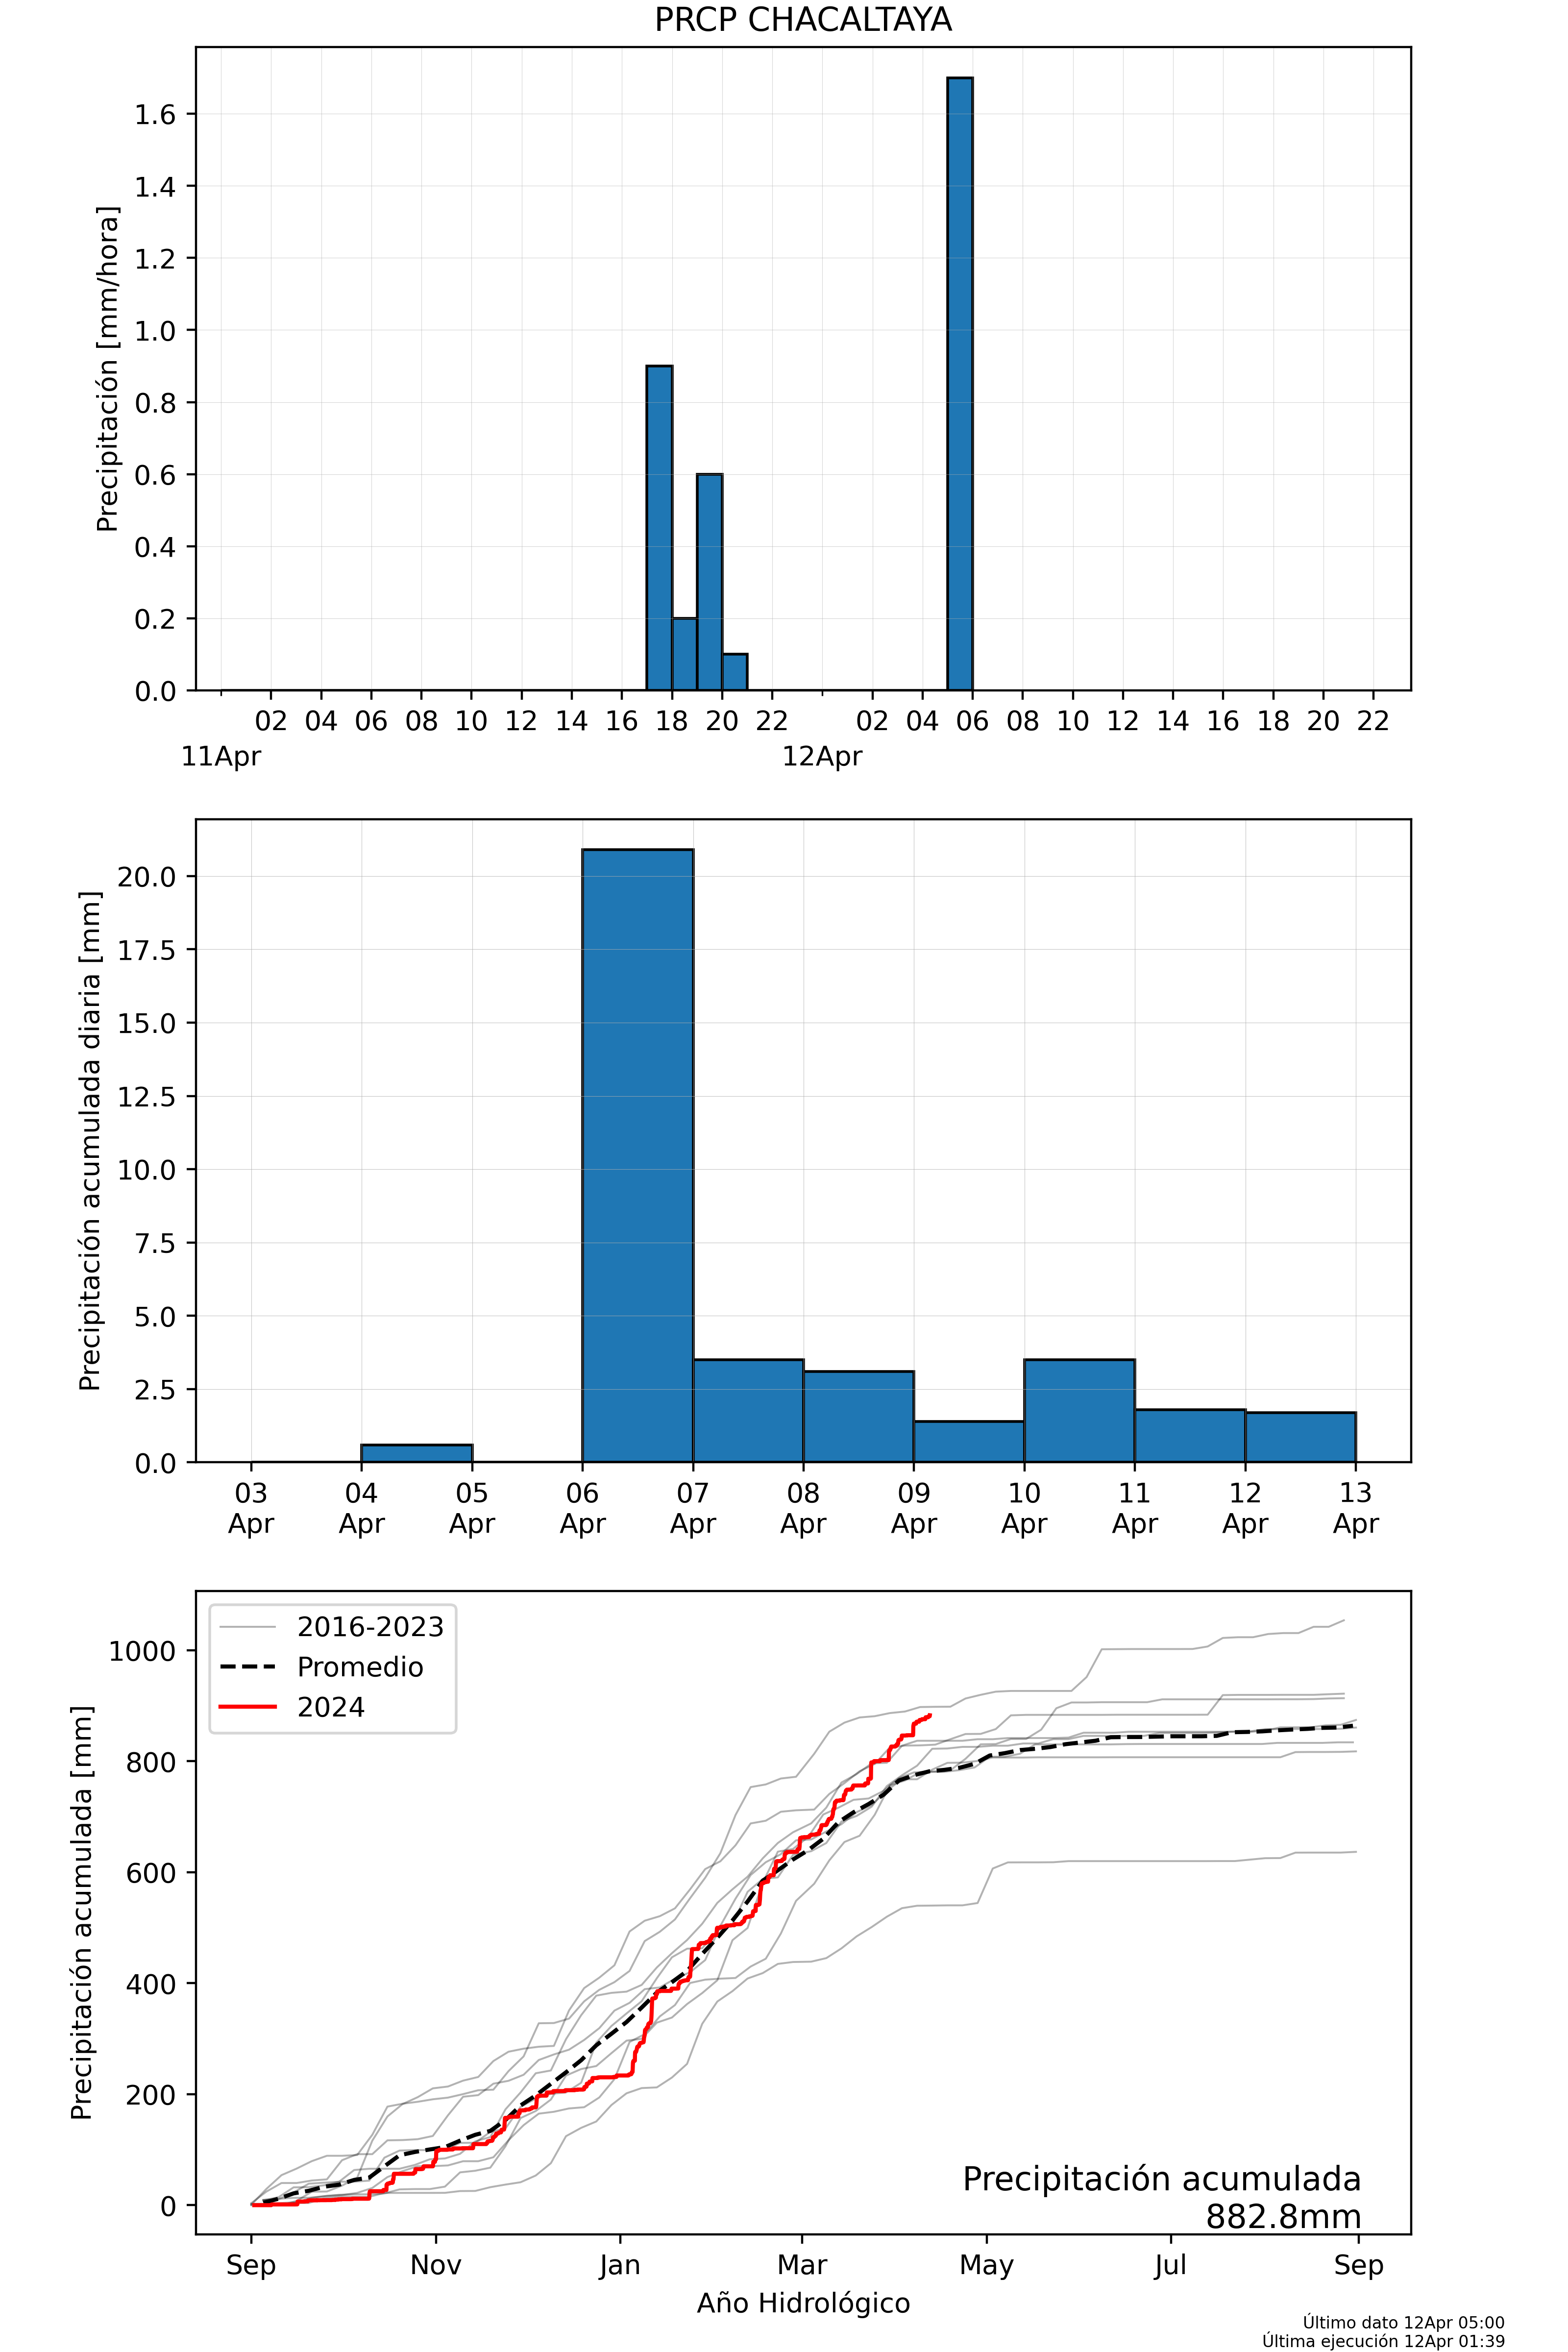 PRCP CHACALTAYA
Precipitación [mm/hora]
1.6
1.4
1.2
1.0
0.8
0.6
0.4
0.2
0.0
02 04 06 08 10 12 14 16 18 20 22 02 04 06 08 10 12 14 16 18 20 22
11Apr 12Apr
Precipitación acumulada diaria [mm]
20.0
17.5
15.0
12.5
10.0
7.5
5.0
2.5
0.0
03 04 05 06 07 08 09 10 11 12 13
Apr Apr Apr Apr Apr Apr Apr Apr Apr Apr Apr
Precipitación acumulada [mm]
1000
800
600
400
200
0
2016-2023
Promedio
2024
Precipitación acumulada
882.8mm
Sep Nov Jan Mar May Jul Sep
Año Hidrológico
Último dato 12Apr 05:00
Última ejecución 12Apr 01:39